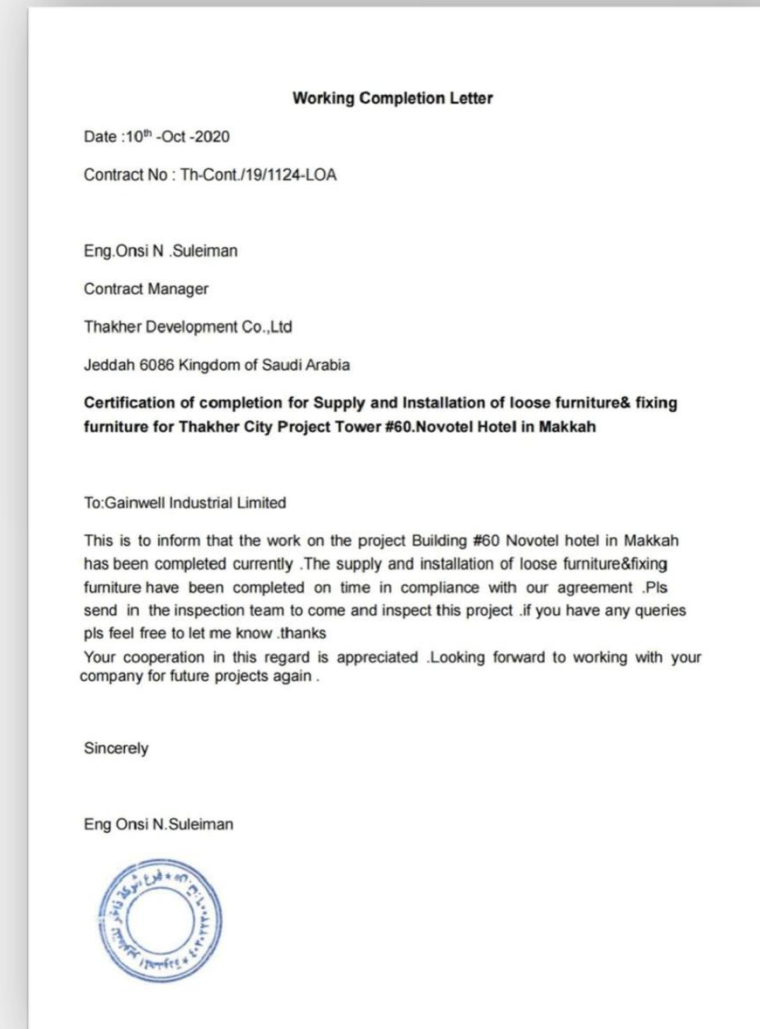 Working Completion Letter
Date :10th -Oct -2020
Contract No : Th-Cont./19/1124-LOA
Eng.Onsi N .Suleiman
Contract Manager
Thakher Development Co.,Ltd
Jeddah 6086 Kingdom of Saudi Arabia
Certification of completion for Supply and Installation of loose furniture& fixing
furniture for Thakher City Project Tower #60.Novotel Hotel in Makkah
To:Gainwell Industrial Limited
This is to inform that the work on the project Building #60 Novotel hotel in Makkah
has been completed currently .The supply and installation of loose furniture&fixing
furniture have been completed on time in compliance with our agreement .Pls
send in the inspection team to come and inspect this project .if you have any queries
pls feel free to let me know .thanks
Your cooperation in this regard is appreciated .Looking forward to working with your
company for future projects again .
Sincerely
Eng Onsi N.Suleiman
فرع شركة ذاخر للتطوير